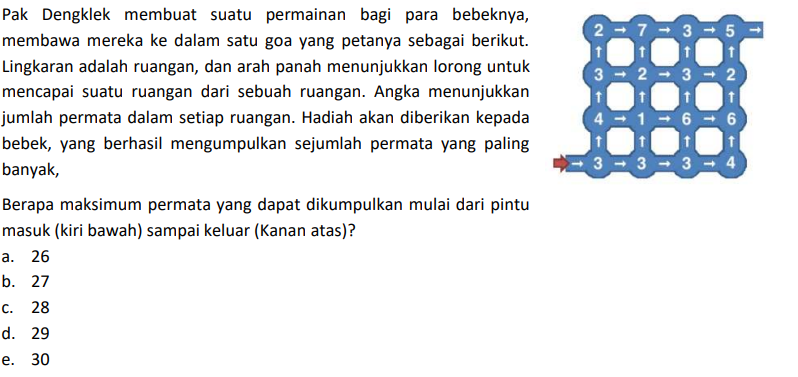 Pak Dengklek membuat suatu permainan bagi para bebeknya,
membawa mereka ke dalam satu goa yang petanya sebagai berikut.
Lingkaran adalah ruangan, dan arah panah menunjukkan lorong untuk
mencapai suatu ruangan dari sebuah ruangan. Angka menunjukkan
jumlah permata dalam setiap ruangan. Hadiah akan diberikan kepada
bebek, yang berhasil mengumpulkan sejumlah permata yang paling
banyak,
Berapa maksimum permata yang dapat dikumpulkan mulai dari pintu
masuk (kiri bawah) sampai keluar (Kanan atas)?
a. 26
b. 27
c. 28
d. 29
e. 30
2 → 7 → 3 → 5 →
↑ ↑ ↑ ↑
3 → 2 → 3 → 2
↑ ↑ ↑ ↑
4 → 1 → 6 → 6
↑ ↑ ↑ ↑
→ 3 → 3 → 3 → 4